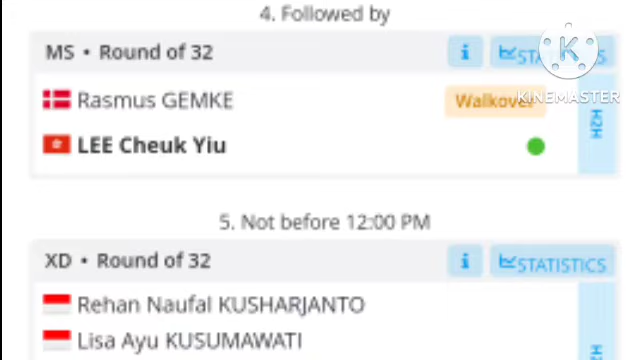 4. Followed by
MS • Round of 32
i
STATISTICS
K
KINEMASTER
Rasmus GEMKE
Walkover
H2H
LEE Cheuk Yiu
5. Not before 12:00 PM
XD • Round of 32
i
STATISTICS
Rehan Naufal KUSHARJANTO
Lisa Ayu KUSUMAWATI
H2